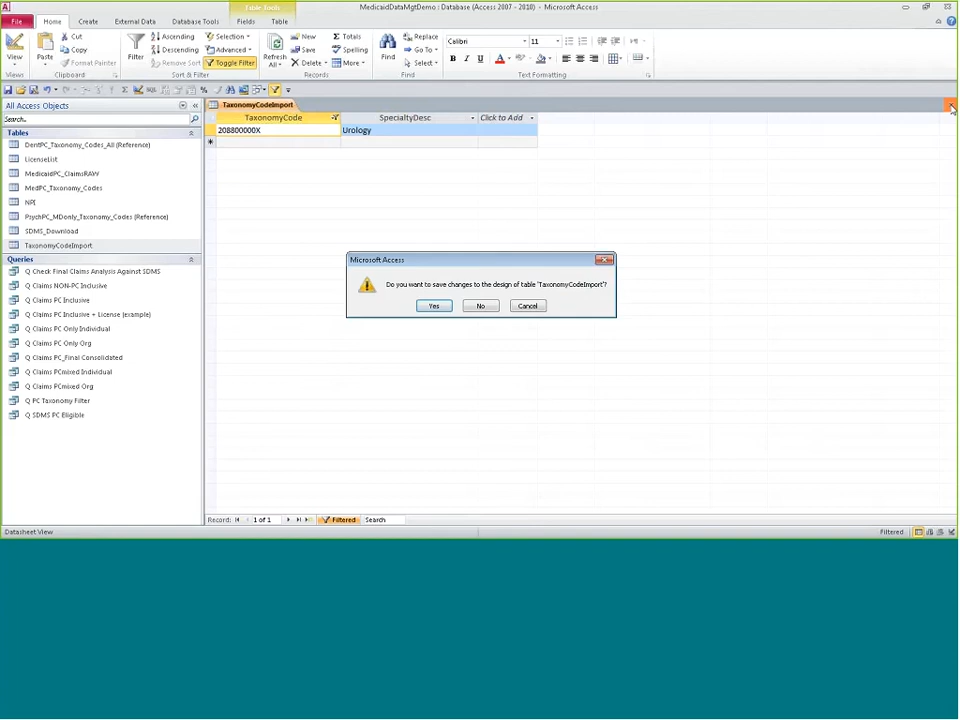 Table Tools
MedicaidDataMgtDemo : Database (Access 2007 - 2010) - Microsoft Access
File Home Create External Data Database Tools Fields Table
View
Views
Paste
Cut
Copy
Format Painter
Clipboard
Filter
Ascending
Descending
Remove Sort
Selection
Advanced
Toggle Filter
Sort & Filter
Refresh All
New
Save
Delete
Totals
Spelling
More
Records
Find
Replace
Go To
Select
Find
Calibri 11
B I U A
Text Formatting
All Access Objects
Search...
Tables
DentPC_Taxonomy_Codes_All (Reference)
LicenseList
MedicaidPC_ClaimsRAW
MedPC_Taxonomy_Codes
NPI
PsychPC_MDonly_Taxonomy_Codes (Reference)
SDMS_Download
TaxonomyCodeImport
Queries
Q Check Final Claims Analysis Against SDMS
Q Claims NON-PC Inclusive
Q Claims PC Inclusive
Q Claims PC Inclusive + License (example)
Q Claims PC Only Individual
Q Claims PC Only Org
Q Claims PC_Final Consolidated
Q Claims PCmixed Individual
Q Claims PCmixed Org
Q PC Taxonomy Filter
Q SDMS PC Eligible
TaxonomyCodeImport
TaxonomyCode SpecialtyDesc Click to Add
208800000X Urology
Microsoft Access
Do you want to save changes to the design of table 'TaxonomyCodeImport'?
Yes No Cancel
Record: 1 of 1 Filtered Search
Datasheet View Filtered